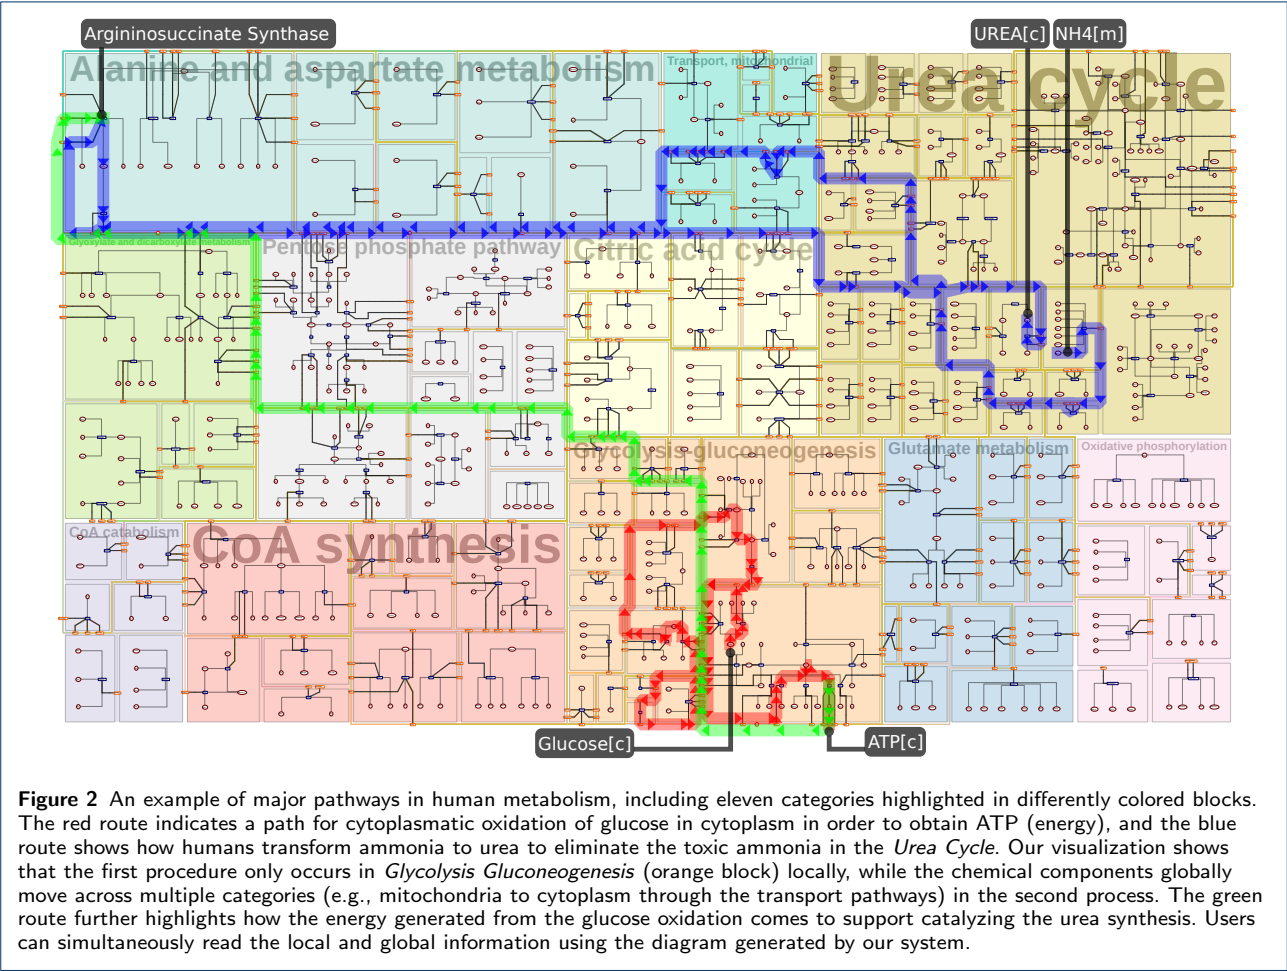 Argininosuccinate Synthase
UREA[c]
NH4[m]
Alanine and aspartate metabolism
Transport, mitochondrial
Urea cycle
Glyoxylate and dicarboxylate metabolism
Pentose phosphate pathway
Citric acid cycle
Glycolysis gluconeogenesis
Glutamate metabolism
Oxidative phosphorylation
CoA catabolism
CoA synthesis
Glucose[c]
ATP[c]
Figure 2 An example of major pathways in human metabolism, including eleven categories highlighted in differently colored blocks.
The red route indicates a path for cytoplasmatic oxidation of glucose in cytoplasm in order to obtain ATP (energy), and the blue
route shows how humans transform ammonia to urea to eliminate the toxic ammonia in the Urea Cycle. Our visualization shows
that the first procedure only occurs in Glycolysis Gluconeogenesis (orange block) locally, while the chemical components globally
move across multiple categories (e.g., mitochondria to cytoplasm through the transport pathways) in the second process. The green
route further highlights how the energy generated from the glucose oxidation comes to support catalyzing the urea synthesis. Users
can simultaneously read the local and global information using the diagram generated by our system.